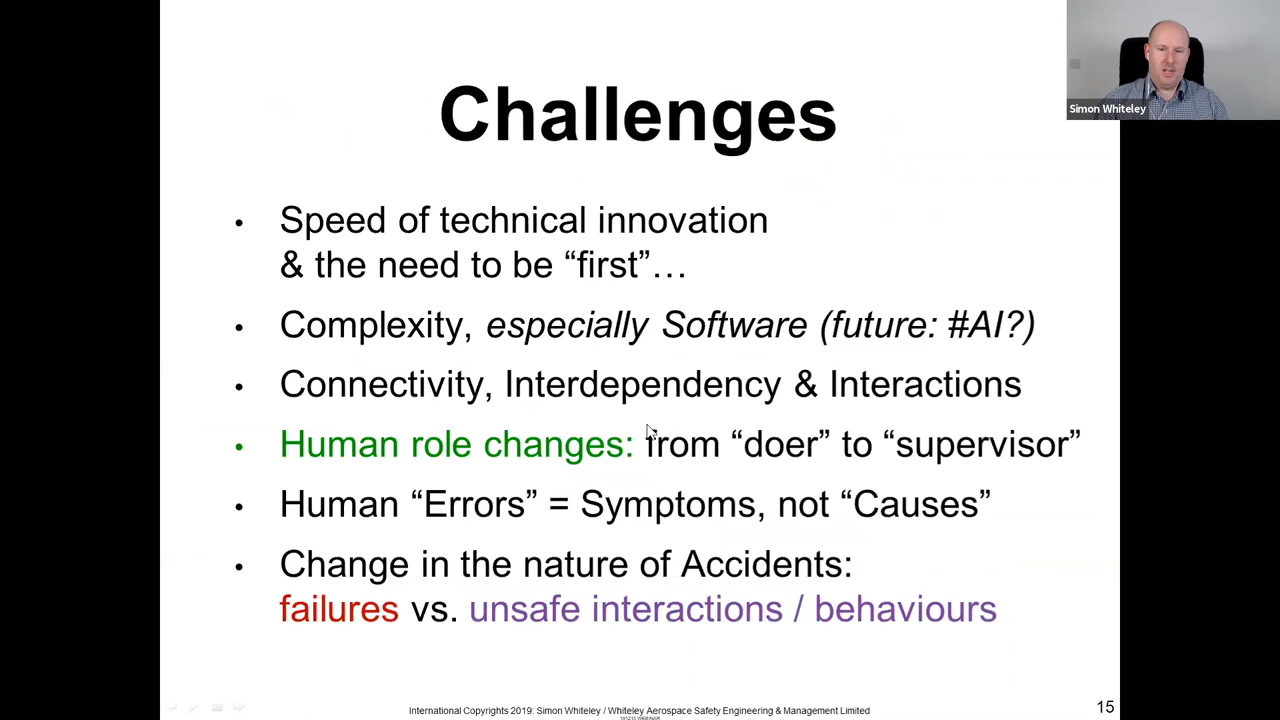 Challenges
Simon Whiteley
• Speed of technical innovation
& the need to be “first”…
• Complexity, especially Software (future: #AI?)
• Connectivity, Interdependency & Interactions
• Human role changes: from “doer” to “supervisor”
• Human “Errors” = Symptoms, not “Causes”
• Change in the nature of Accidents:
failures vs. unsafe interactions / behaviours
International Copyrights 2019: Simon Whiteley / Whiteley Aerospace Safety Engineering & Management Limited
15